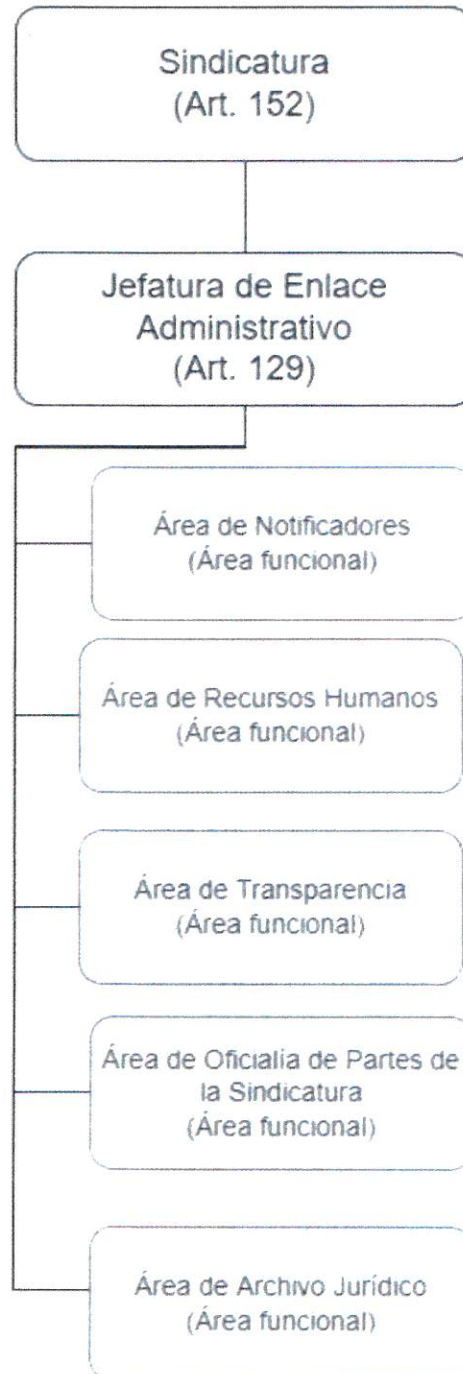 Sindicatura
(Art. 152)
Jefatura de Enlace
Administrativo
(Art. 129)
Área de Notificadores
(Área funcional)
Área de Recursos Humanos
(Área funcional)
Área de Transparencia
(Área funcional)
Área de Oficialia de Partes de
la Sindicatura
(Área funcional)
Área de Archivo Jurídico
(Área funcional)